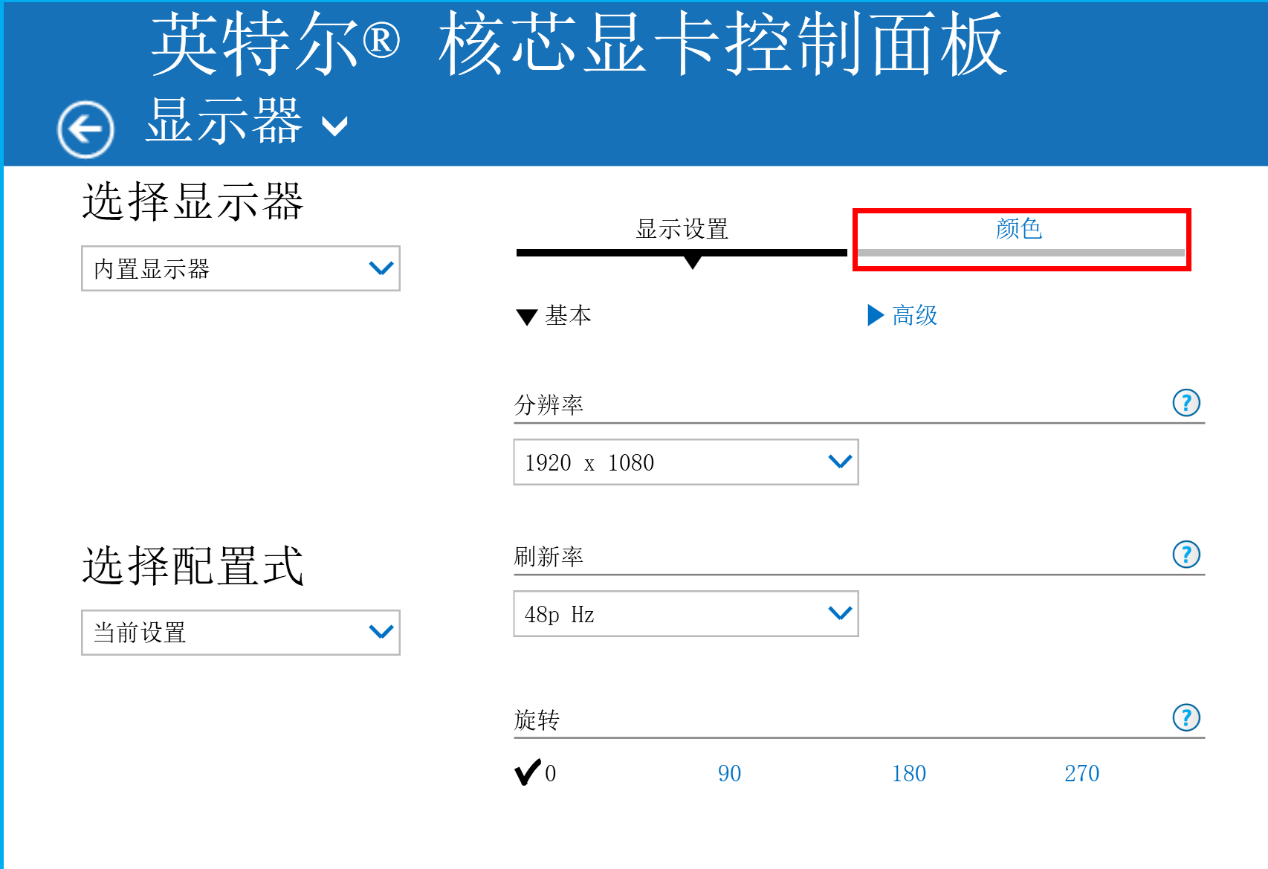 英特尔® 核芯显卡控制面板
显示器
选择显示器
内置显示器
显示设置
颜色
基本
高级
分辨率
?
1920 x 1080
选择配置式
当前设置
刷新率
?
48p Hz
旋转
?
0
90
180
270